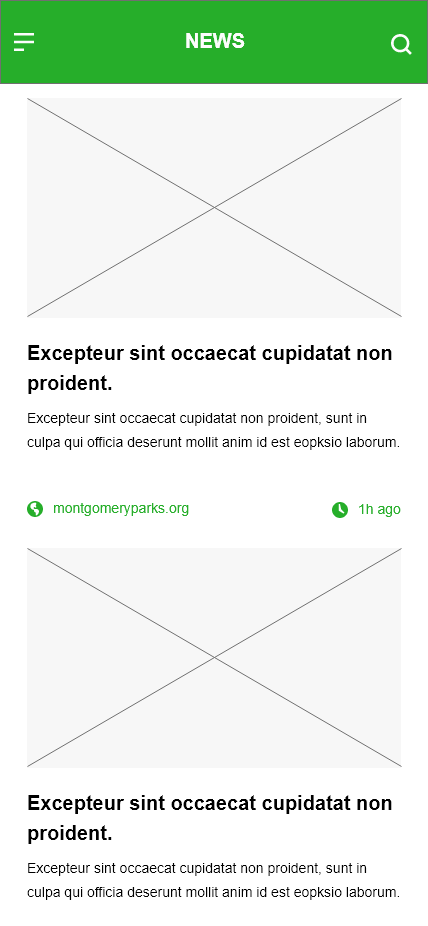 NEWS
Excepteur sint occaecat cupidatat non
proident.
Excepteur sint occaecat cupidatat non proident, sunt in
culpa qui officia deserunt mollit anim id est eopksio laborum.
montgomeryparks.org
1h ago
Excepteur sint occaecat cupidatat non
proident.
Excepteur sint occaecat cupidatat non proident, sunt in
culpa qui officia deserunt mollit anim id est eopksio laborum.